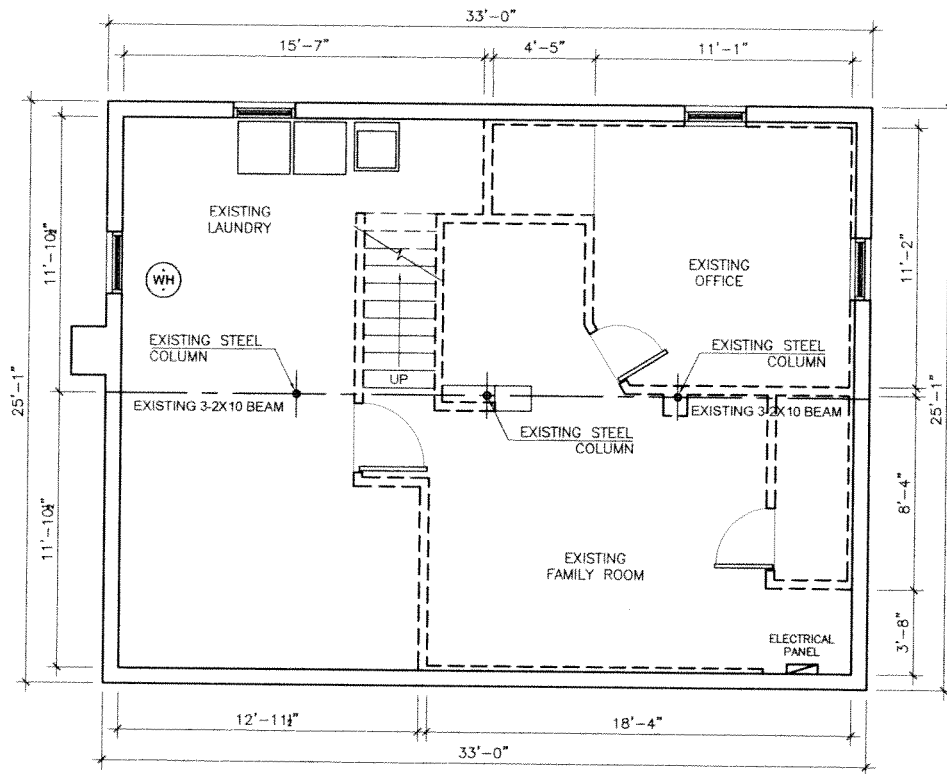 33'-0"
15'-7"
4'-5"
11'-1"
EXISTING
LAUNDRY
11'-10½"
WH
EXISTING
OFFICE
11'-2"
EXISTING STEEL
COLUMN
EXISTING STEEL
COLUMN
UP
25'-1"
EXISTING 3-2X10 BEAM
EXISTING 3-2X10 BEAM
25'-1"
EXISTING STEEL
COLUMN
8'-4"
11'-10½"
EXISTING
FAMILY ROOM
ELECTRICAL
PANEL
3'-8"
12'-11½"
18'-4"
33'-0"